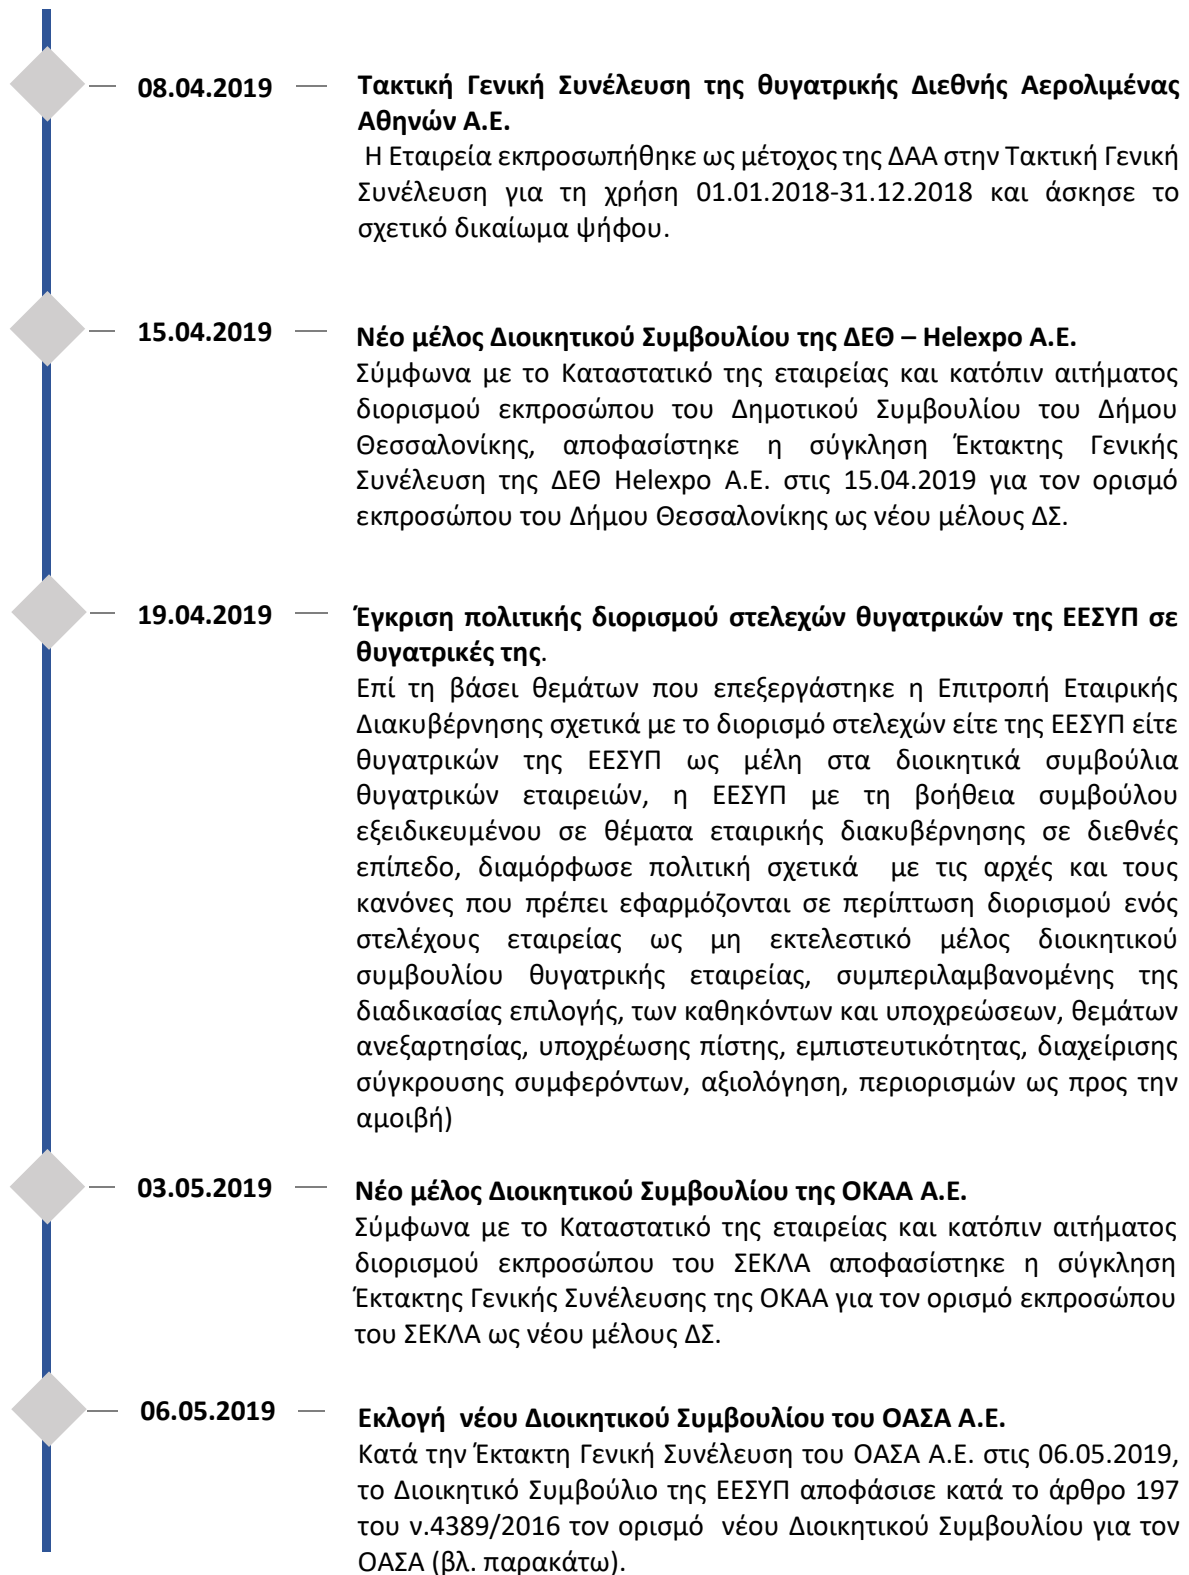 08.04.2019
Τακτική Γενική Συνέλευση της θυγατρικής Διεθνής Αερολιμένας
Αθηνών Α.Ε.
Η Εταιρεία εκπροσωπήθηκε ως μέτοχος της ΔΑΑ στην Τακτική Γενική
Συνέλευση για τη χρήση 01.01.2018-31.12.2018 και άσκησε το
σχετικό δικαίωμα ψήφου.
15.04.2019
Νέο μέλος Διοικητικού Συμβουλίου της ΔΕΘ – Helexpo Α.Ε.
Σύμφωνα με το Καταστατικό της εταιρείας και κατόπιν αιτήματος
διορισμού εκπροσώπου του Δημοτικού Συμβουλίου του Δήμου
Θεσσαλονίκης, αποφασίστηκε η σύγκληση Έκτακτης Γενικής
Συνέλευση της ΔΕΘ Helexpo Α.Ε. στις 15.04.2019 για τον ορισμό
εκπροσώπου του Δήμου Θεσσαλονίκης ως νέου μέλους ΔΣ.
19.04.2019
Έγκριση πολιτικής διορισμού στελεχών θυγατρικών της ΕΕΣΥΠ σε
θυγατρικές της.
Επί τη βάσει θεμάτων που επεξεργάστηκε η Επιτροπή Εταιρικής
Διακυβέρνησης σχετικά με το διορισμό στελεχών είτε της ΕΕΣΥΠ είτε
θυγατρικών της ΕΕΣΥΠ ως μέλη στα διοικητικά συμβούλια
θυγατρικών εταιρειών, η ΕΕΣΥΠ με τη βοήθεια συμβούλου
εξειδικευμένου σε θέματα εταιρικής διακυβέρνησης σε διεθνές
επίπεδο, διαμόρφωσε πολιτική σχετικά με τις αρχές και τους
κανόνες που πρέπει εφαρμόζονται σε περίπτωση διορισμού ενός
στελέχους εταιρείας ως μη εκτελεστικό μέλος διοικητικού
συμβουλίου θυγατρικής εταιρείας, συμπεριλαμβανομένης της
διαδικασίας επιλογής, των καθηκόντων και υποχρεώσεων, θεμάτων
ανεξαρτησίας, υποχρέωσης πίστης, εμπιστευτικότητας, διαχείρισης
σύγκρουσης συμφερόντων, αξιολόγηση, περιορισμών ως προς την
αμοιβή)
03.05.2019
Νέο μέλος Διοικητικού Συμβουλίου της ΟΚΑΑ Α.Ε.
Σύμφωνα με το Καταστατικό της εταιρείας και κατόπιν αιτήματος
διορισμού εκπροσώπου του ΣΕΚΛΑ αποφασίστηκε η σύγκληση
Έκτακτης Γενικής Συνέλευσης της ΟΚΑΑ για τον ορισμό εκπροσώπου
του ΣΕΚΛΑ ως νέου μέλους ΔΣ.
06.05.2019
Εκλογή νέου Διοικητικού Συμβουλίου του ΟΑΣΑ Α.Ε.
Κατά την Έκτακτη Γενική Συνέλευση του ΟΑΣΑ Α.Ε. στις 06.05.2019,
το Διοικητικό Συμβούλιο της ΕΕΣΥΠ αποφάσισε κατά το άρθρο 197
του ν.4389/2016 τον ορισμό νέου Διοικητικού Συμβουλίου για τον
ΟΑΣΑ (βλ. παρακάτω).